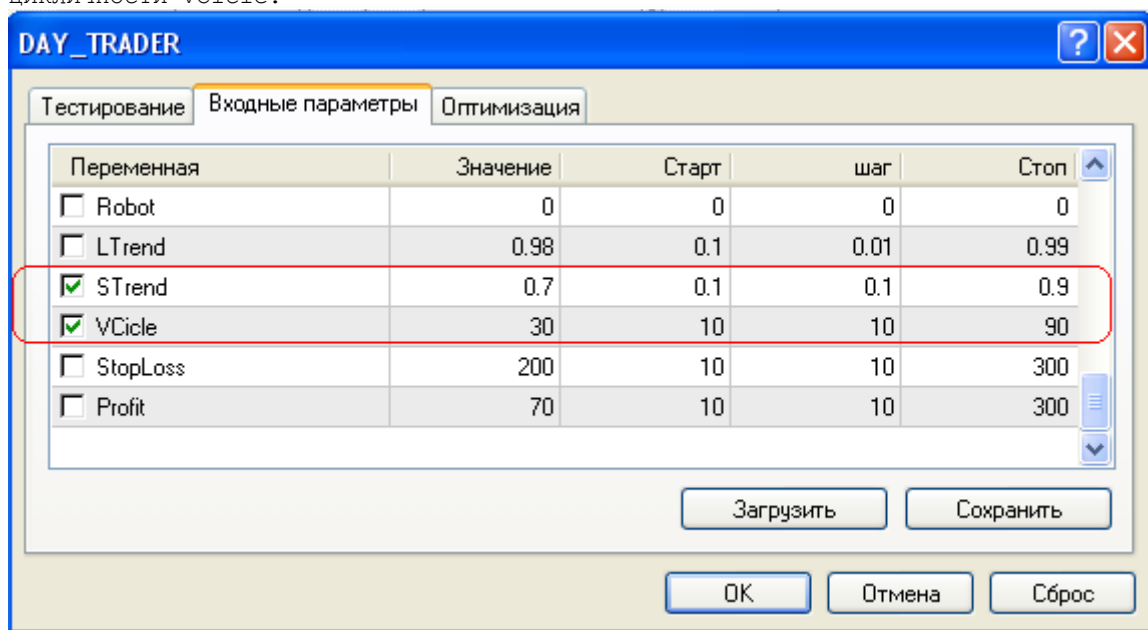 цикличности VCicle.
DAY_TRADER
Тестирование Входные параметры Оптимизация
Переменная Значение Старт шаг Стоп
Robot 0 0 0 0
LTrend 0.98 0.1 0.01 0.99
STrend 0.7 0.1 0.1 0.9
VCicle 30 10 10 90
StopLoss 200 10 10 300
Profit 70 10 10 300
Загрузить Сохранить
OK Отмена Сброс